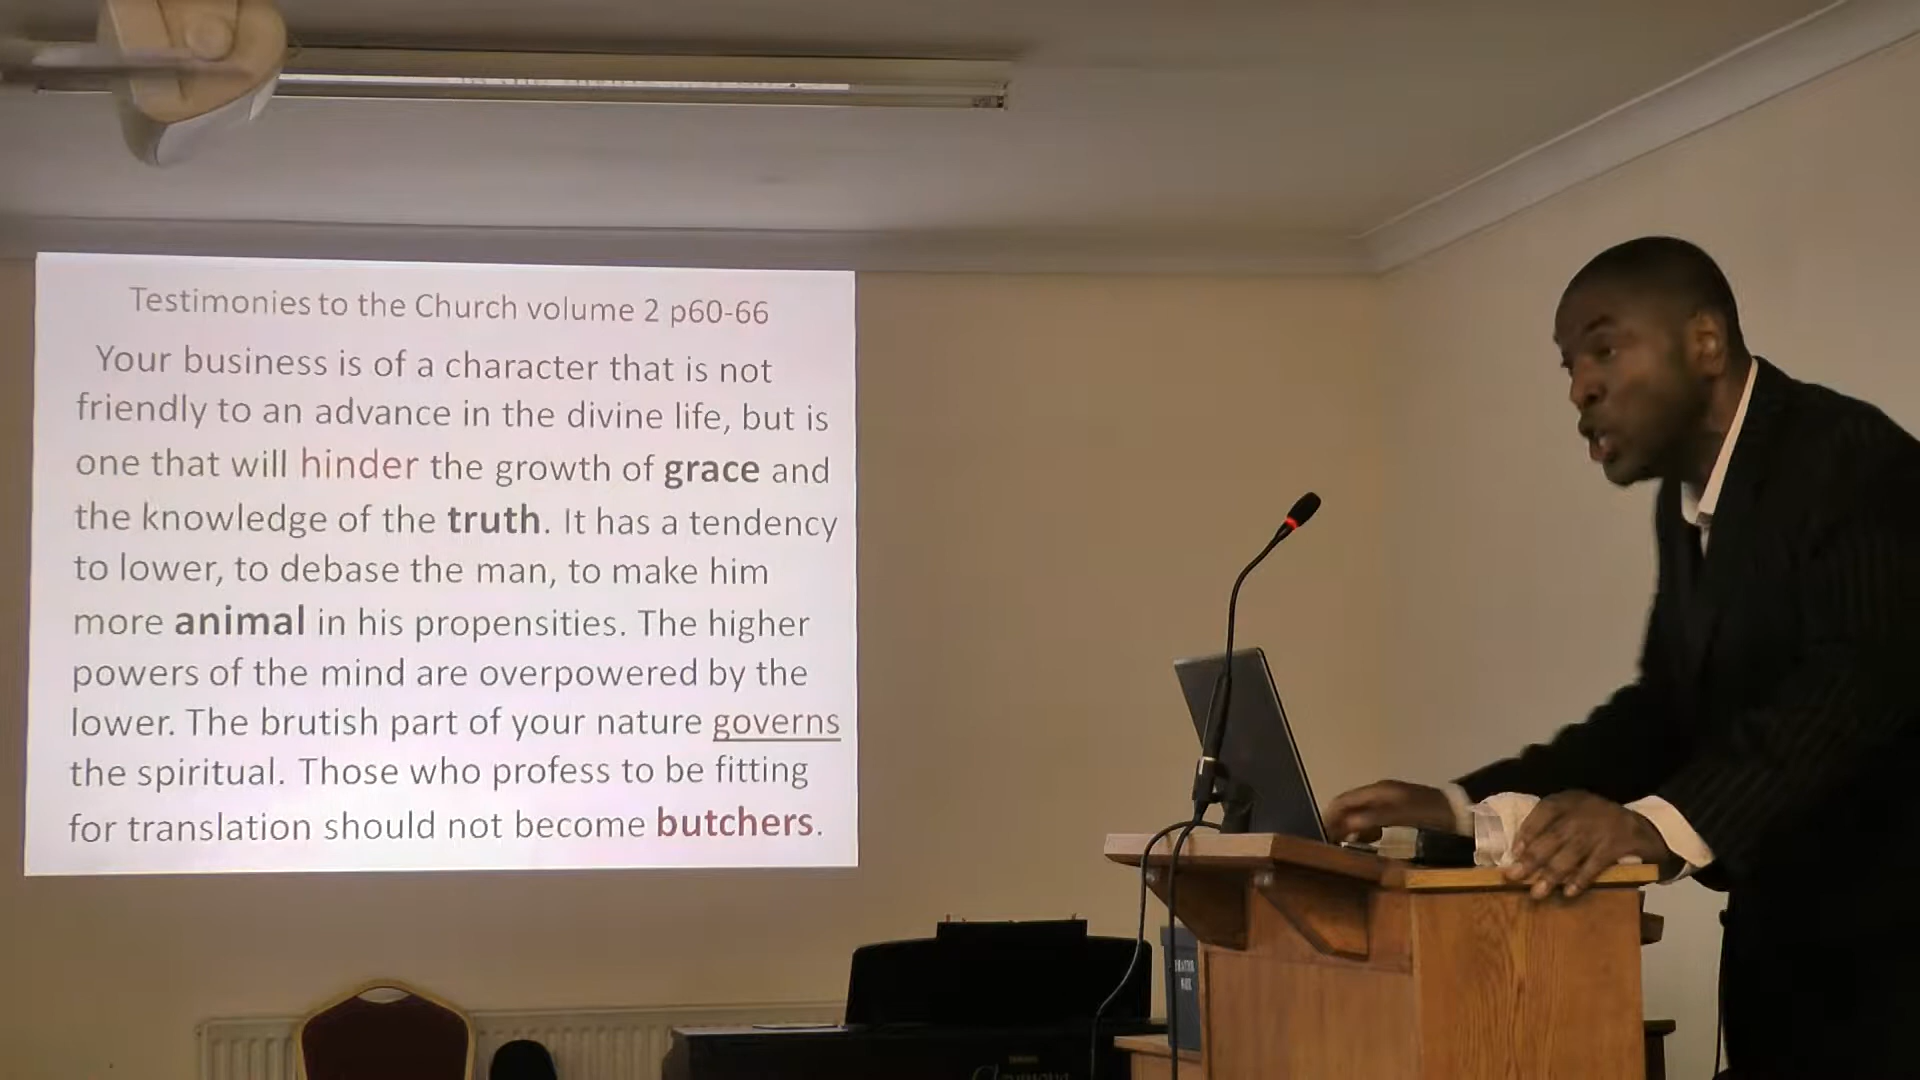 Testimonies to the Church volume 2 p60-66
Your business is of a character that is not
friendly to an advance in the divine life, but is
one that will hinder the growth of grace and
the knowledge of the truth. It has a tendency
to lower, to debase the man, to make him
more animal in his propensities. The higher
powers of the mind are overpowered by the
lower. The brutish part of your nature governs
the spiritual. Those who profess to be fitting
for translation should not become butchers.